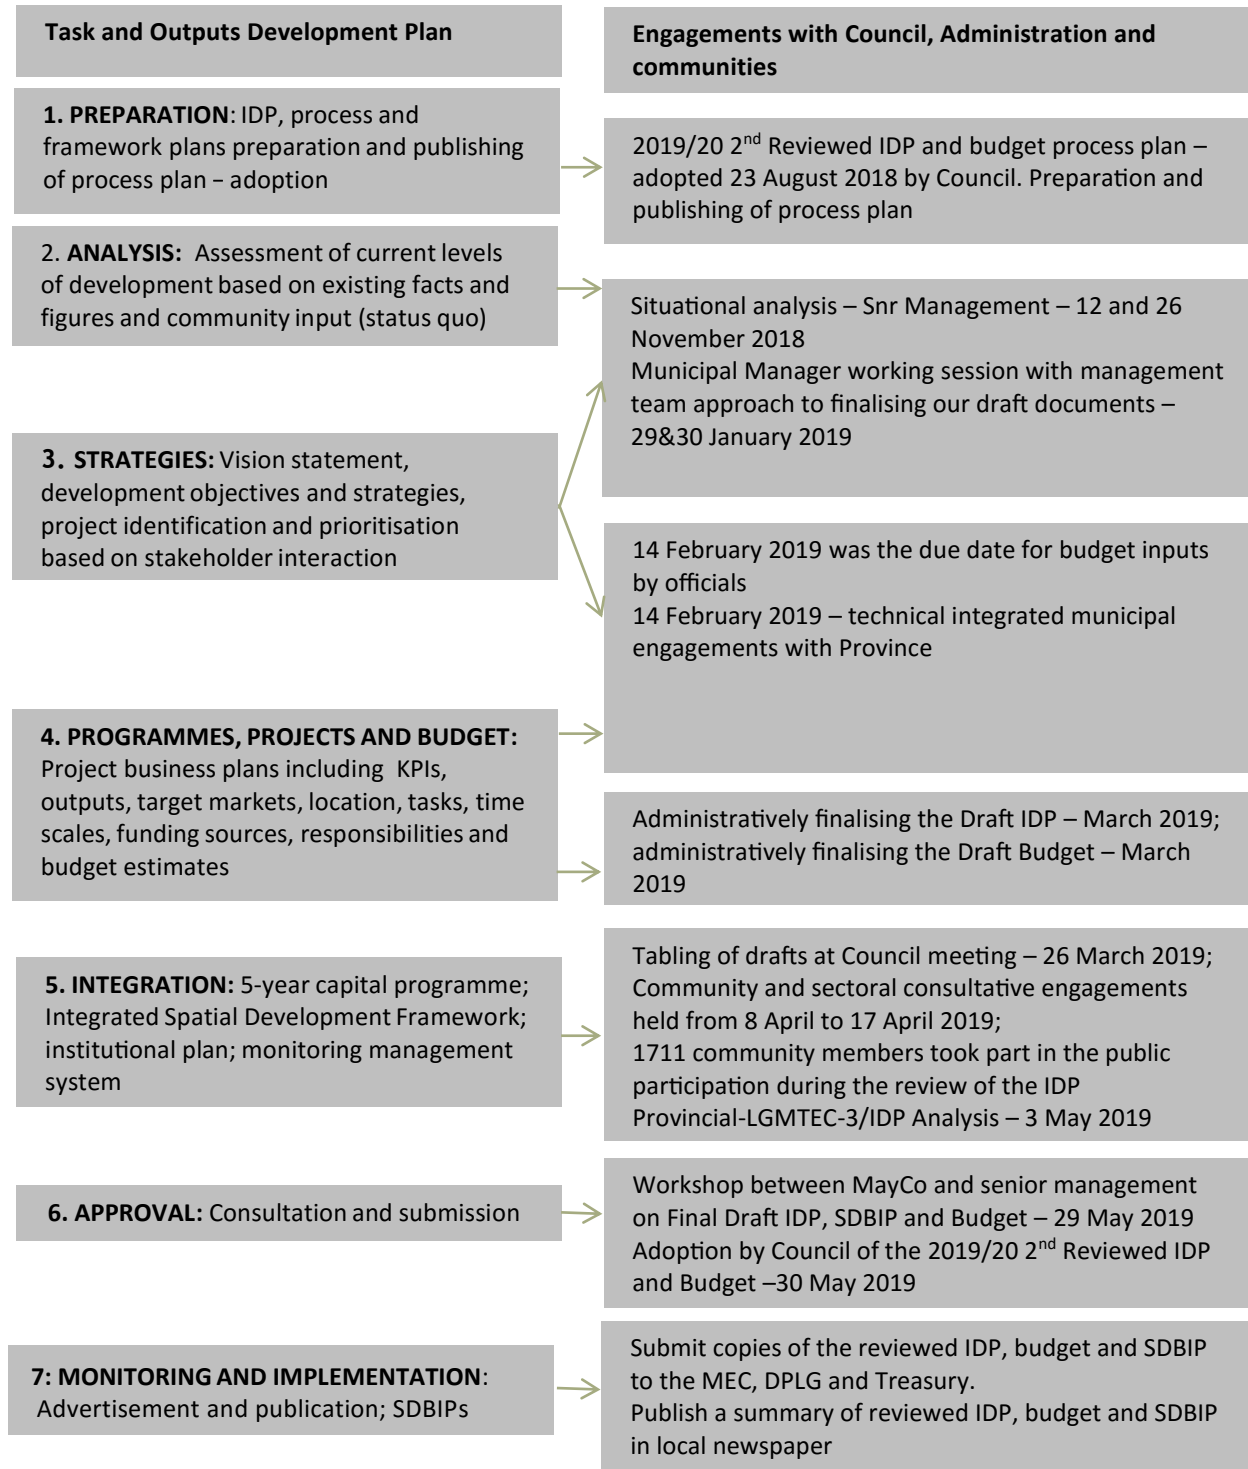 Task and Outputs Development Plan
Engagements with Council, Administration and
communities
1. PREPARATION: IDP, process and
framework plans preparation and publishing
of process plan – adoption
2019/20 2nd Reviewed IDP and budget process plan –
adopted 23 August 2018 by Council. Preparation and
publishing of process plan
2. ANALYSIS: Assessment of current levels
of development based on existing facts and
figures and community input (status quo)
Situational analysis – Snr Management – 12 and 26
November 2018
Municipal Manager working session with management
team approach to finalising our draft documents –
29&30 January 2019
3. STRATEGIES: Vision statement,
development objectives and strategies,
project identification and prioritisation
based on stakeholder interaction
14 February 2019 was the due date for budget inputs
by officials
14 February 2019 – technical integrated municipal
engagements with Province
4. PROGRAMMES, PROJECTS AND BUDGET:
Project business plans including KPIs,
outputs, target markets, location, tasks, time
scales, funding sources, responsibilities and
budget estimates
Administratively finalising the Draft IDP – March 2019;
administratively finalising the Draft Budget – March
2019
5. INTEGRATION: 5-year capital programme;
Integrated Spatial Development Framework;
institutional plan; monitoring management
system
Tabling of drafts at Council meeting – 26 March 2019;
Community and sectoral consultative engagements
held from 8 April to 17 April 2019;
1711 community members took part in the public
participation during the review of the IDP
Provincial-LGMTEC-3/IDP Analysis – 3 May 2019
6. APPROVAL: Consultation and submission
Workshop between MayCo and senior management
on Final Draft IDP, SDBIP and Budget – 29 May 2019
Adoption by Council of the 2019/20 2nd Reviewed IDP
and Budget –30 May 2019
7: MONITORING AND IMPLEMENTATION:
Advertisement and publication; SDBIPs
Submit copies of the reviewed IDP, budget and SDBIP
to the MEC, DPLG and Treasury.
Publish a summary of reviewed IDP, budget and SDBIP
in local newspaper